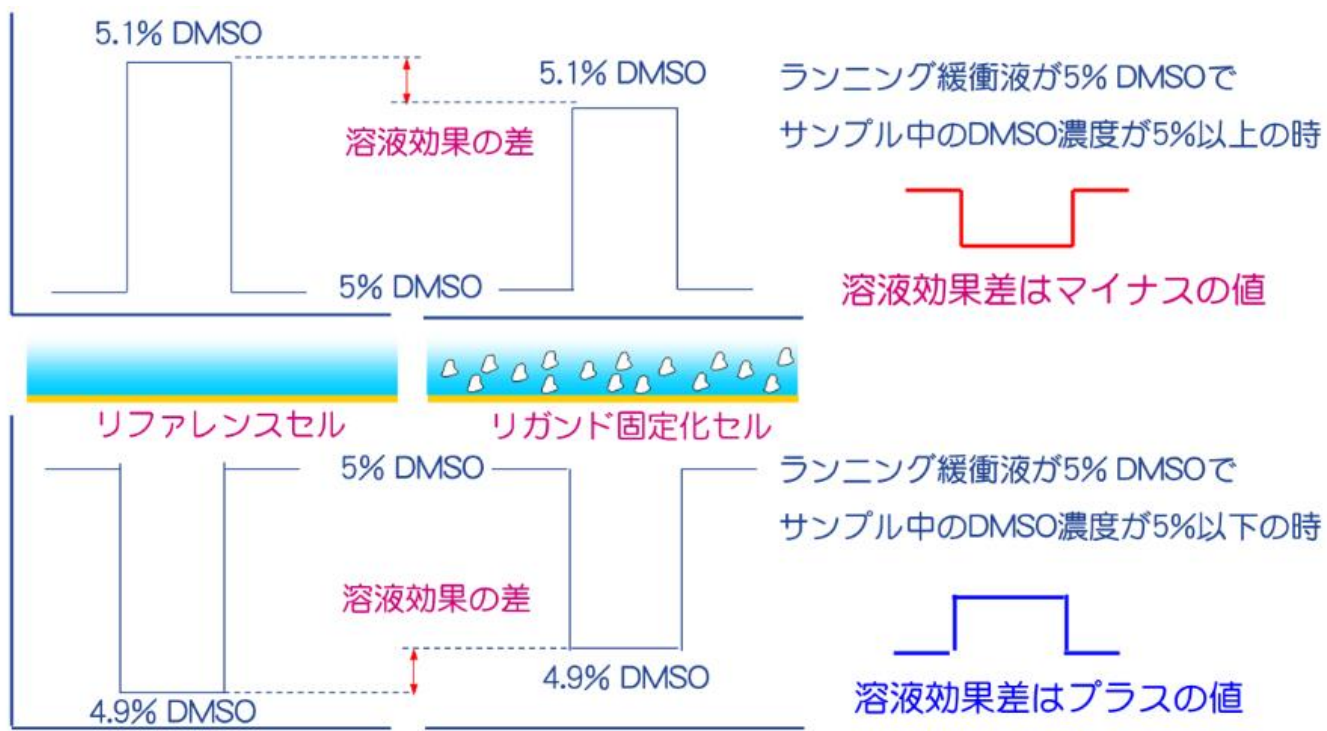 5.1% DMSO
5.1% DMSO
溶液効果の差
5% DMSO
ランニング緩衝液が5% DMSOで
サンプル中のDMSO濃度が5%以上の時
溶液効果差はマイナスの値
リファレンスセル
リガンド固定化セル
5% DMSO
溶液効果の差
4.9% DMSO
4.9% DMSO
ランニング緩衝液が5% DMSOで
サンプル中のDMSO濃度が5%以下の時
溶液効果差はプラスの値